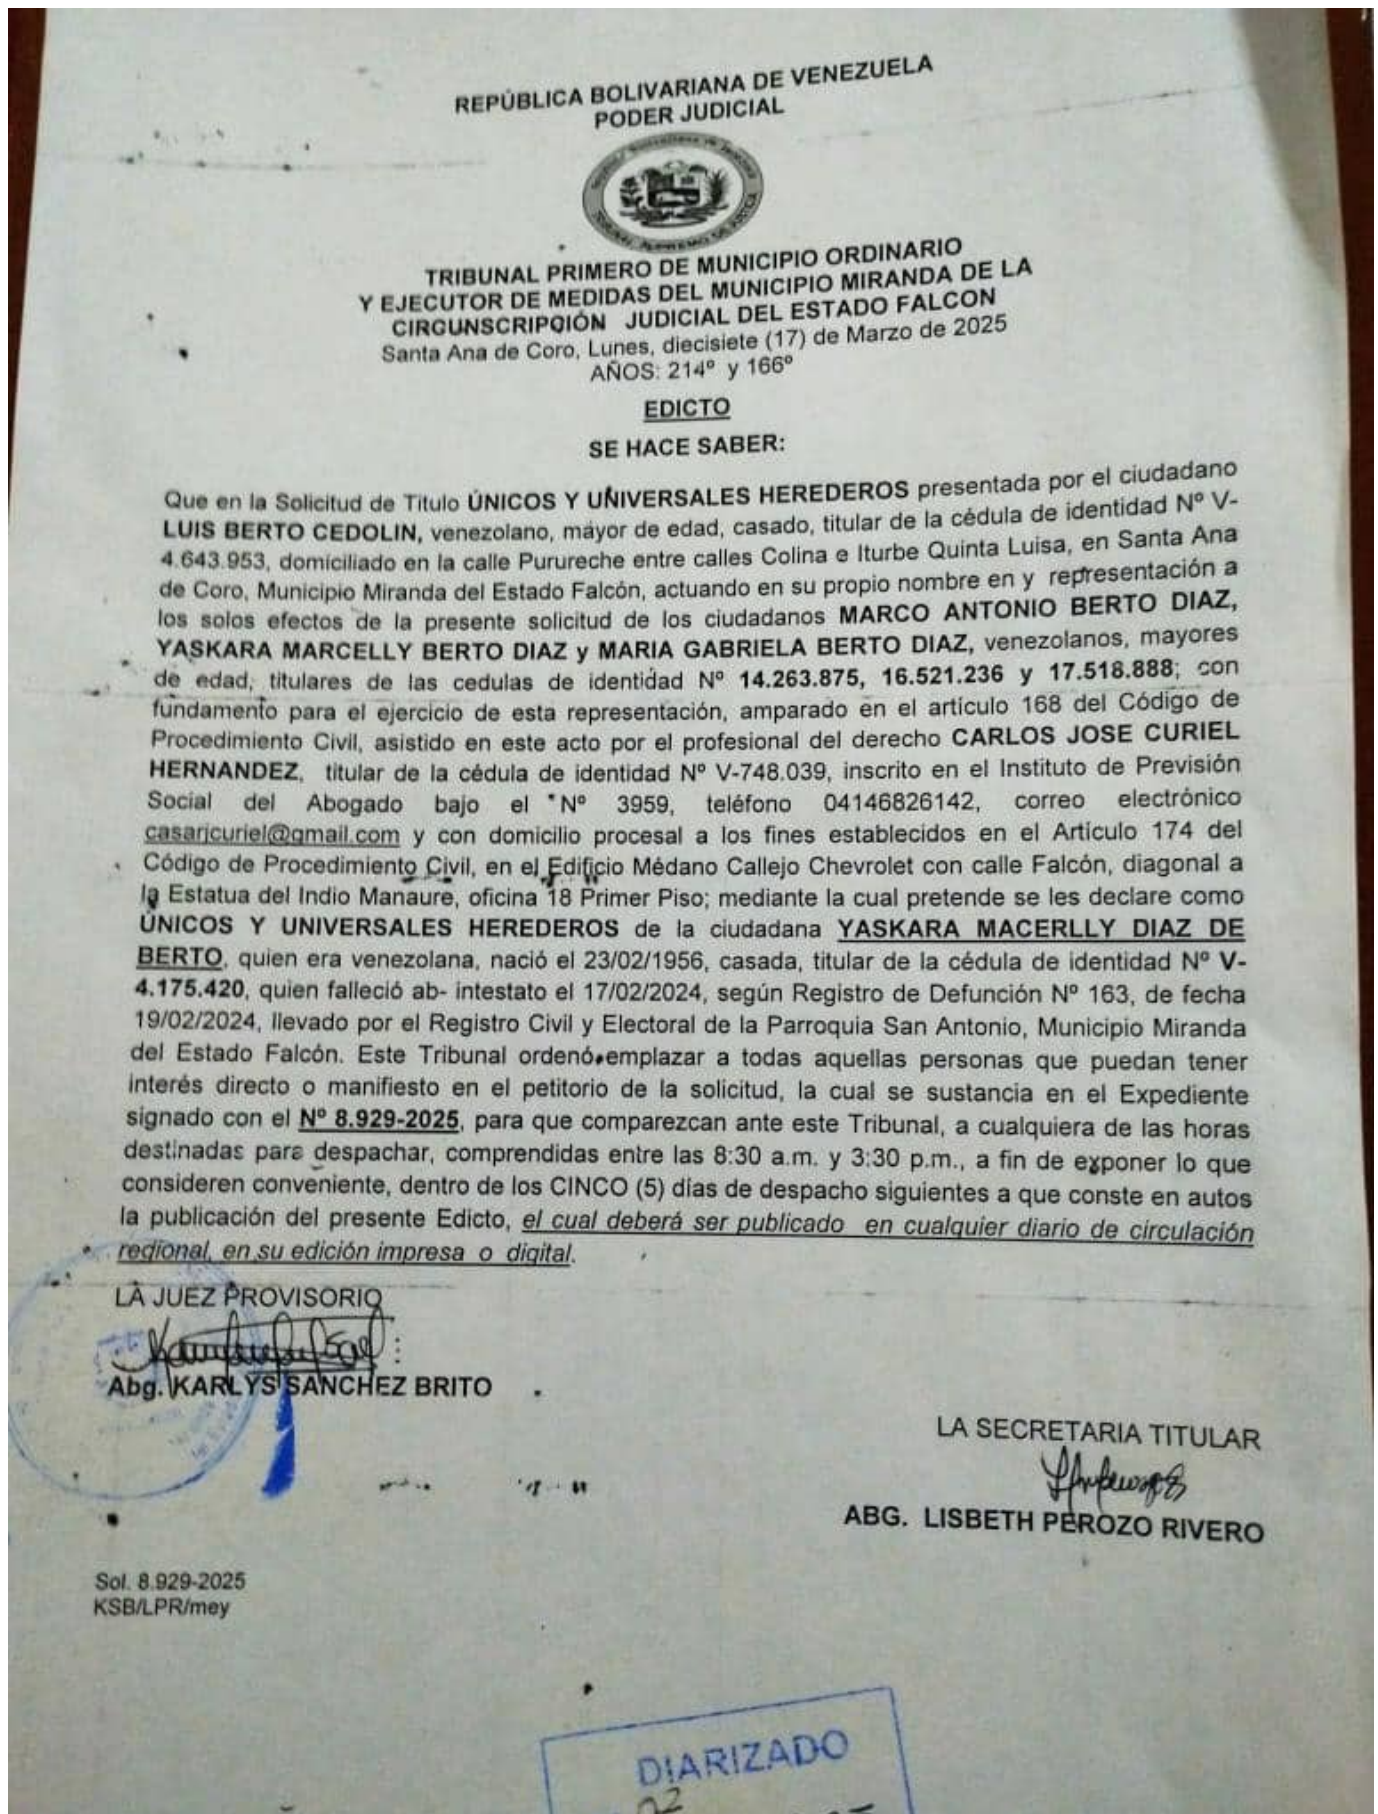 REPÚBLICA BOLIVARIANA DE VENEZUELA
PODER JUDICIAL
TRIBUNAL PRIMERO DE MUNICIPIO ORDINARIO
Y EJECUTOR DE MEDIDAS DEL MUNICIPIO MIRANDA DE LA
CIRCUNSCRIPCIÓN JUDICIAL DEL ESTADO FALCON
Santa Ana de Coro, Lunes, diecisiete (17) de Marzo de 2025
AÑOS: 214º y 166º
EDICTO
SE HACE SABER:
Que en la Solicitud de Titulo ÚNICOS Y UNIVERSALES HEREDEROS presentada por el ciudadano
LUIS BERTO CEDOLIN, venezolano, mayor de edad, casado, titular de la cédula de identidad Nº V-
4.643.953, domiciliado en la calle Purureche entre calles Colina e Iturbe Quinta Luisa, en Santa Ana
de Coro, Municipio Miranda del Estado Falcón, actuando en su propio nombre en y representación a
los solos efectos de la presente solicitud de los ciudadanos MARCO ANTONIO BERTO DIAZ,
YASKARA MARCELLY BERTO DIAZ y MARIA GABRIELA BERTO DIAZ, venezolanos, mayores
de edad, titulares de las cedulas de identidad Nº 14.263.875, 16.521.236 y 17.518.888; con
fundamento para el ejercicio de esta representación, amparado en el articulo 168 del Código de
Procedimiento Civil, asistido en este acto por el profesional del derecho CARLOS JOSE CURIEL
HERNANDEZ, titular de la cédula de identidad Nº V-748.039, inscrito en el Instituto de Previsión
Social del Abogado bajo el Nº 3959, teléfono 04146826142, correo electrónico
casarjcuriel@gmail.com y con domicilio procesal a los fines establecidos en el Articulo 174 del
Código de Procedimiento Civil, en el Edificio Médano Callejo Chevrolet con calle Falcón, diagonal a
la Estatua del Indio Manaure, oficina 18 Primer Piso; mediante la cual pretende se les declare como
ÚNICOS Y UNIVERSALES HEREDEROS de la ciudadana YASKARA MACERLLY DIAZ DE
BERTO, quien era venezolana, nació el 23/02/1956, casada, titular de la cédula de identidad Nº V-
4.175.420, quien falleció ab- intestato el 17/02/2024, según Registro de Defunción Nº 163, de fecha
19/02/2024, llevado por el Registro Civil y Electoral de la Parroquia San Antonio, Municipio Miranda
del Estado Falcón. Este Tribunal ordenó emplazar a todas aquellas personas que puedan tener
interés directo o manifiesto en el petitorio de la solicitud, la cual se sustancia en el Expediente
signado con el Nº 8.929-2025, para que comparezcan ante este Tribunal, a cualquiera de las horas
destinadas para despachar, comprendidas entre las 8:30 a.m. y 3:30 p.m., a fin de exponer lo que
consideren conveniente, dentro de los CINCO (5) días de despacho siguientes a que conste en autos
la publicación del presente Edicto, el cual deberá ser publicado en cualquier diario de circulación
regional, en su edición impresa o digital.
LA JUEZ PROVISORIO
Abg. KARLYS SANCHEZ BRITO
LA SECRETARIA TITULAR
ABG. LISBETH PEROZO RIVERO
Sol. 8.929-2025
KSB/LPR/mey
DIARIZADO